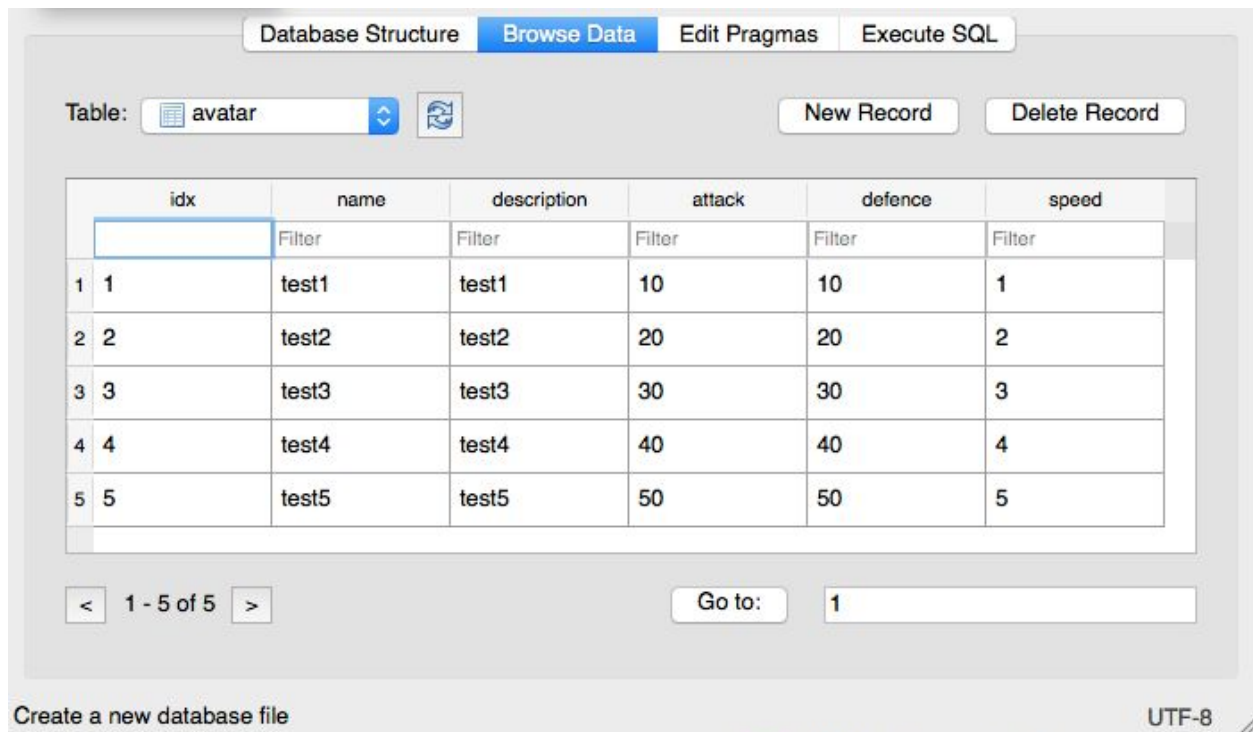 Database Structure Browse Data Edit Pragmas Execute SQL
Table: avatar New Record Delete Record
idx name description attack defence speed
Filter Filter Filter Filter Filter
1 1 test1 test1 10 10 1
2 2 test2 test2 20 20 2
3 3 test3 test3 30 30 3
4 4 test4 test4 40 40 4
5 5 test5 test5 50 50 5
< 1 - 5 of 5 > Go to: 1
Create a new database file UTF-8